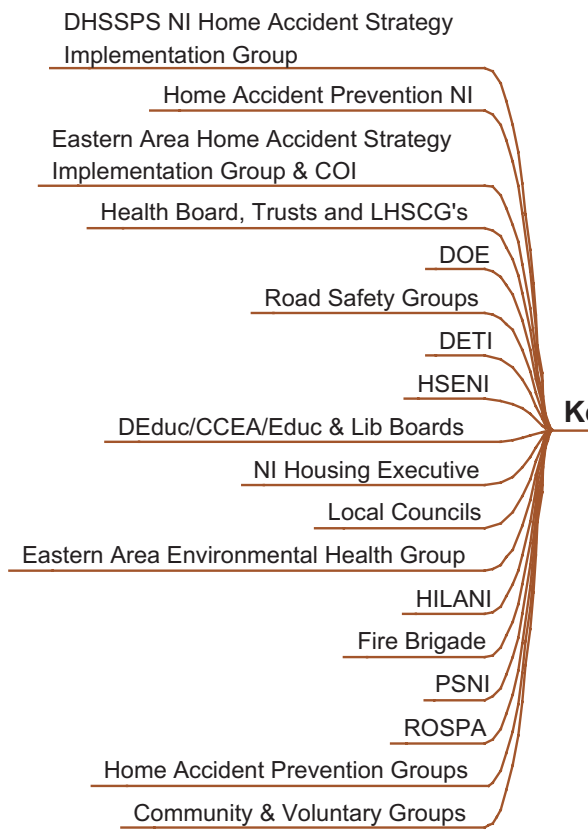 DHSSPS NI Home Accident Strategy
Implementation Group
Home Accident Prevention NI
Eastern Area Home Accident Strategy
Implementation Group & COI
Health Board, Trusts and LHSCG's
DOE
Road Safety Groups
DETI
HSENI
DEduc/CCEA/Educ & Lib Boards
NI Housing Executive
Local Councils
Eastern Area Environmental Health Group
HILANI
Fire Brigade
PSNI
ROSPA
Home Accident Prevention Groups
Community & Voluntary Groups